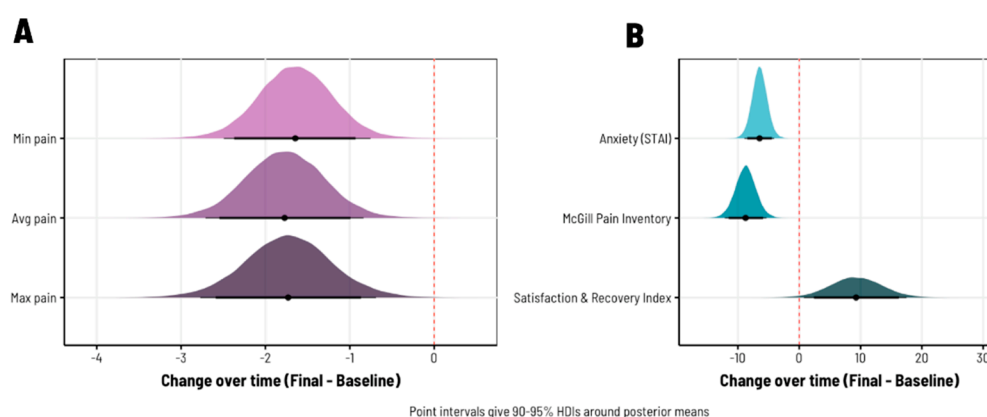 A
B
Min pain
Avg pain
Max pain
-4 -3 -2 -1 0
Change over time (Final - Baseline)
Anxiety (STAI)
McGill Pain Inventory
Satisfaction & Recovery Index
-10 0 10 20 30
Change over time (Final - Baseline)
Point intervals give 90-95% HDIs around posterior means